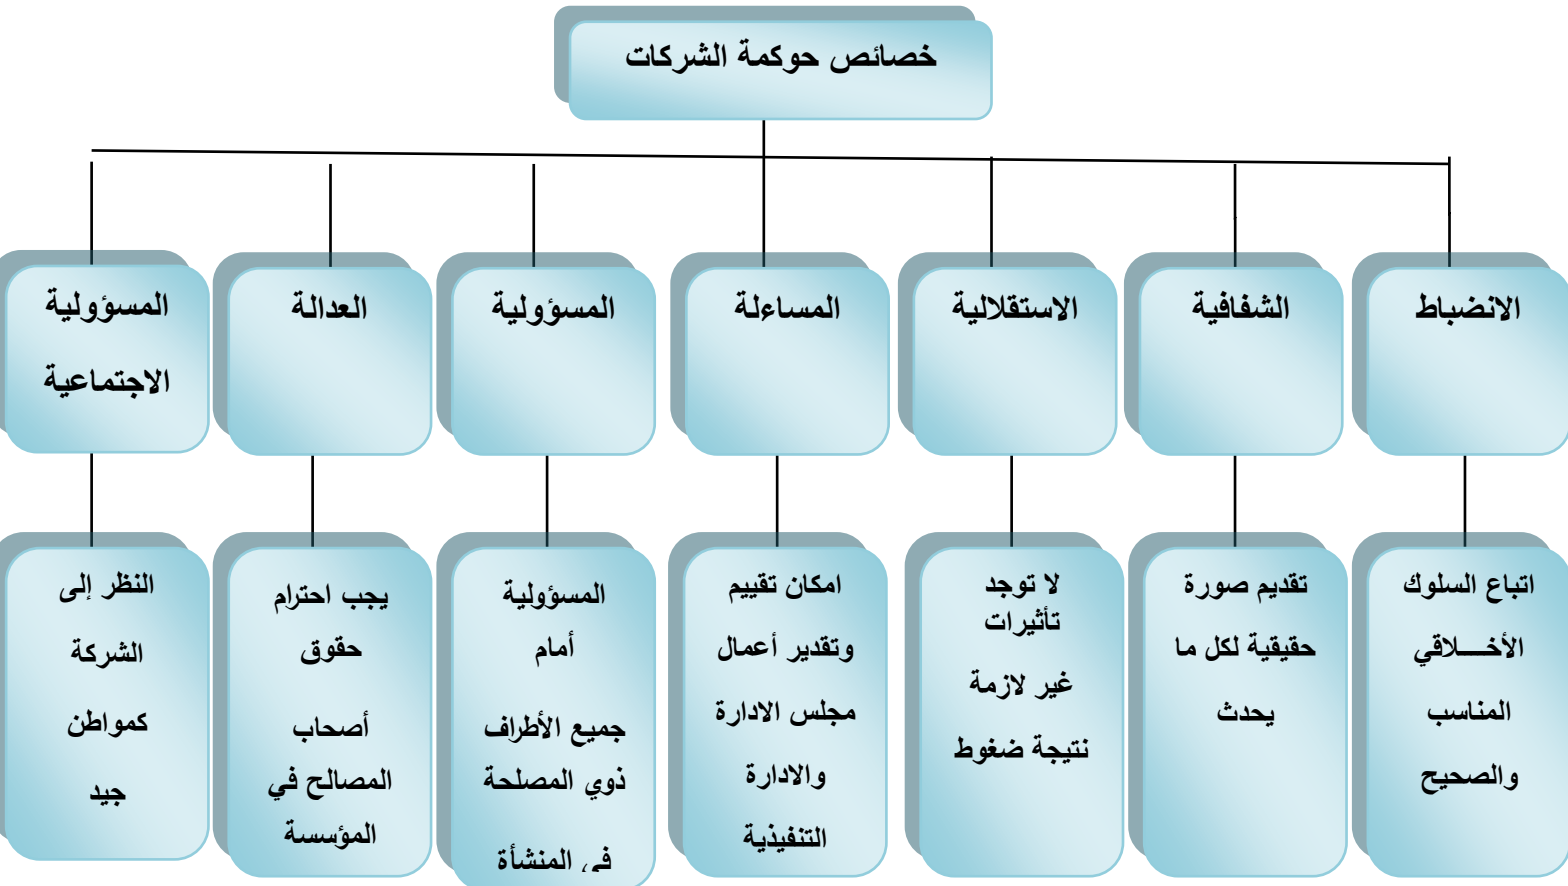 خصائص حوكمة الشركات
الانضباط
الشفافية
الاستقلالية
المساءلة
المسؤولية
العدالة
المسؤولية
الاجتماعية
اتباع السلوك
الأخـــلاقي
المناسب
والصحيح
تقديم صورة
حقيقية لكل ما
يحدث
لا توجد
تأثيرات
غير لازمة
نتيجة ضغوط
امكان تقييم
وتقدير أعمال
مجلس الادارة
والادارة
التنفيذية
المسؤولية
أمام
جميع الأطراف
ذوي المصلحة
في المنشأة
يجب احترام
حقوق
أصحاب
المصالح في
المؤسسة
النظر إلى
الشركة
كمواطن
جيد